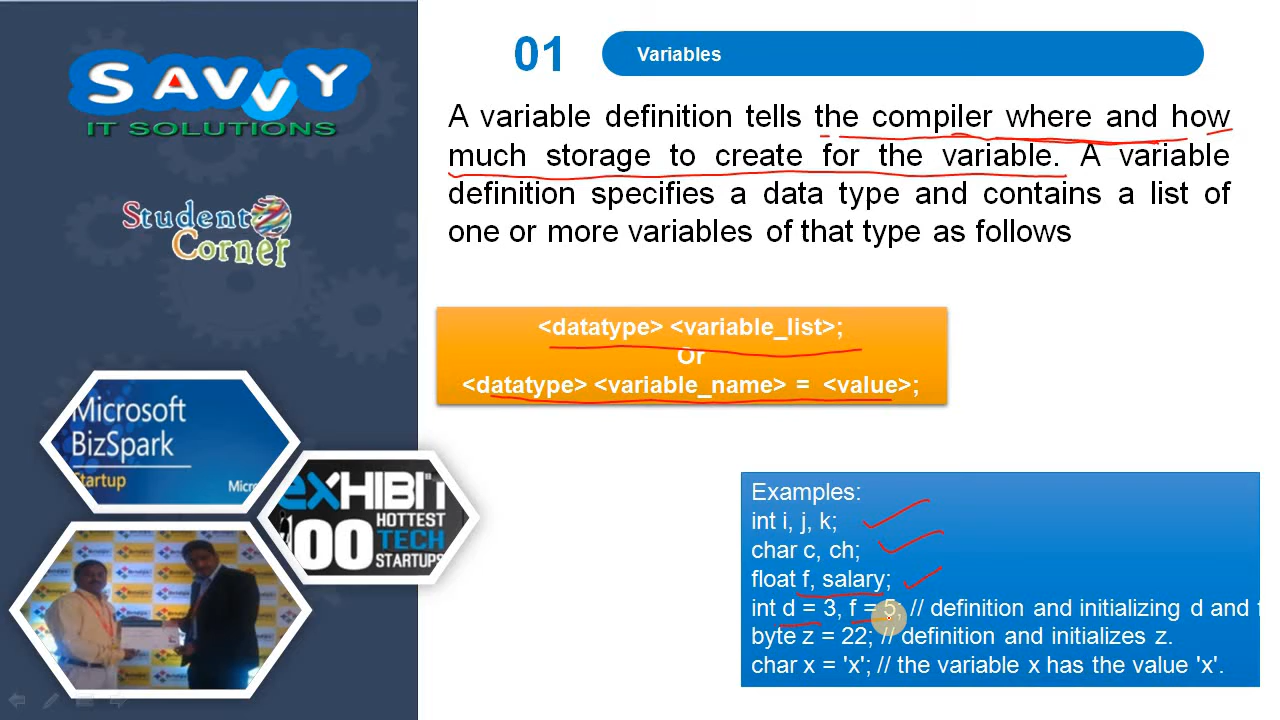 SAVVY
IT SOLUTIONS
Student
Corner
Microsoft
BizSpark
Startup
Micr
eXHIBIT
100 HOTTEST
TECH
STARTUPS
01
Variables
A variable definition tells the compiler where and how
much storage to create for the variable. A variable
definition specifies a data type and contains a list of
one or more variables of that type as follows
<datatype> <variable_list>;
Or
<datatype> <variable_name> = <value>;
Examples:
int i, j, k;
char c, ch;
float f, salary;
int d = 3, f = 5; // definition and initializing d and f
byte z = 22; // definition and initializes z.
char x = 'x'; // the variable x has the value 'x'.